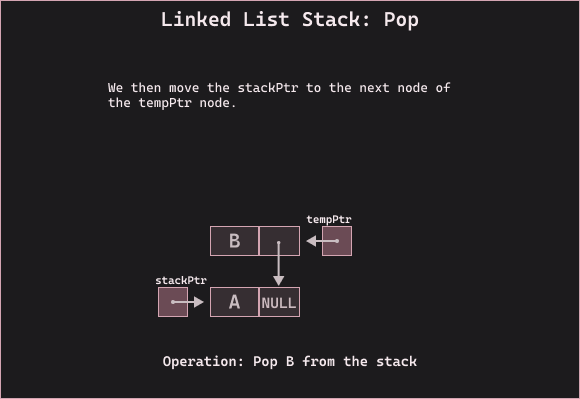 Linked List Stack: Pop
We then move the stackPtr to the next node of
the tempPtr node.
tempPtr
B
stackPtr
A NULL
Operation: Pop B from the stack